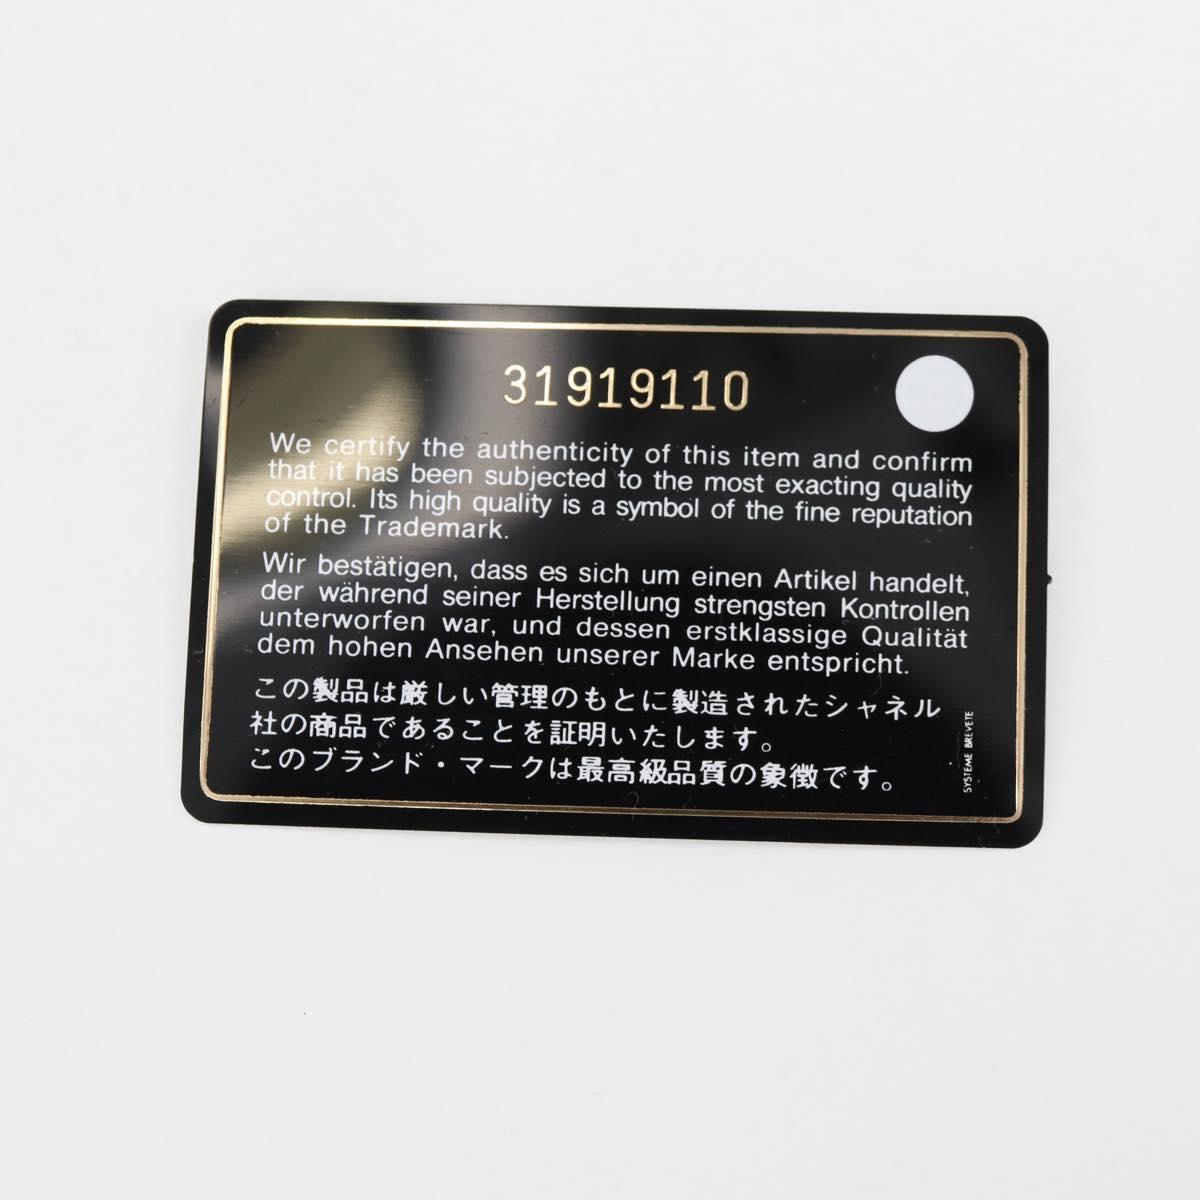 31919110
We certify the authenticity of this item and confirm
that it has been subjected to the most exacting quality
control. Its high quality is a symbol of the fine reputation
of the Trademark.
Wir bestätigen, dass es sich um einen Artikel handelt,
der während seiner Herstellung strengsten Kontrollen
unterworfen war, und dessen erstklassige Qualität
dem hohen Ansehen unserer Marke entspricht.
この製品は厳しい管理のもとに製造されたシャネル
社の商品であることを証明いたします。
このブランド・マークは最高級品質の象徴です。
SYSTEME BREVETE